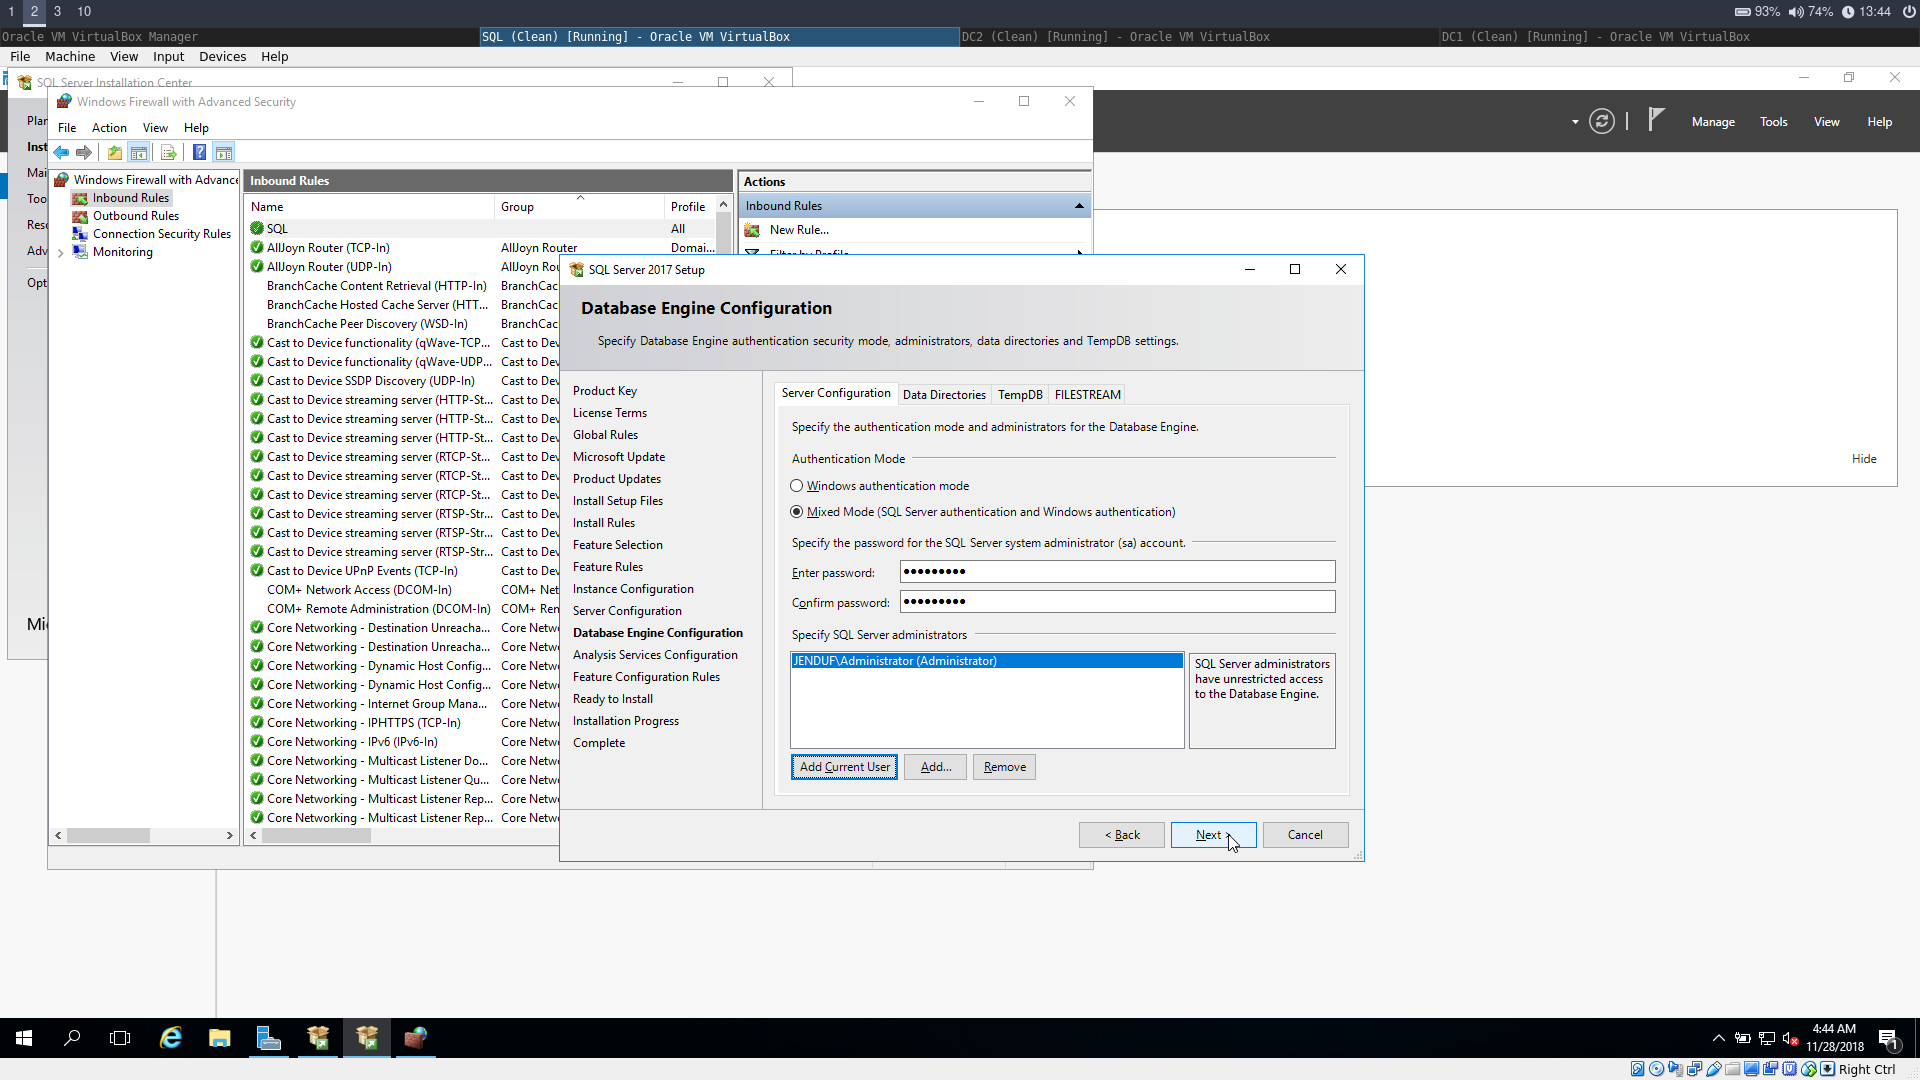 1 2 3 10
93% 74% 13:44
Oracle VM VirtualBox Manager
SQL (Clean) [Running] - Oracle VM VirtualBox
DC2 (Clean) [Running] - Oracle VM VirtualBox
DC1 (Clean) [Running] - Oracle VM VirtualBox
File Machine View Input Devices Help
SQL Server Installation Center
Manage Tools View Help
Hide
Windows Firewall with Advanced Security
File Action View Help
Windows Firewall with Advance
Inbound Rules
Outbound Rules
Connection Security Rules
Monitoring
Inbound Rules
Name Group Profile
SQL All
AllJoyn Router (TCP-In) AllJoyn Router Domai...
AllJoyn Router (UDP-In) AllJoyn Rou
BranchCache Content Retrieval (HTTP-In) BranchCac
BranchCache Hosted Cache Server (HTT... BranchCac
BranchCache Peer Discovery (WSD-In) BranchCac
Cast to Device functionality (qWave-TCP... Cast to Dev
Cast to Device functionality (qWave-UDP... Cast to Dev
Cast to Device SSDP Discovery (UDP-In) Cast to Dev
Cast to Device streaming server (HTTP-St... Cast to Dev
Cast to Device streaming server (HTTP-St... Cast to Dev
Cast to Device streaming server (HTTP-St... Cast to Dev
Cast to Device streaming server (RTCP-St... Cast to Dev
Cast to Device streaming server (RTCP-St... Cast to Dev
Cast to Device streaming server (RTCP-St... Cast to Dev
Cast to Device streaming server (RTSP-Str... Cast to Dev
Cast to Device streaming server (RTSP-Str... Cast to Dev
Cast to Device streaming server (RTSP-Str... Cast to Dev
Cast to Device UPnP Events (TCP-In) Cast to Dev
COM+ Network Access (DCOM-In) COM+ Net
COM+ Remote Administration (DCOM-In) COM+ Rem
Core Networking - Destination Unreacha... Core Netw
Core Networking - Destination Unreacha... Core Netw
Core Networking - Dynamic Host Config... Core Netw
Core Networking - Dynamic Host Config... Core Netw
Core Networking - Internet Group Mana... Core Netw
Core Networking - IPHTTPS (TCP-In) Core Netw
Core Networking - IPv6 (IPv6-In) Core Netw
Core Networking - Multicast Listener Do... Core Netw
Core Networking - Multicast Listener Qu... Core Netw
Core Networking - Multicast Listener Rep... Core Netw
Core Networking - Multicast Listener Rep... Core Netw
Actions
Inbound Rules
New Rule...
SQL Server 2017 Setup
Database Engine Configuration
Specify Database Engine authentication security mode, administrators, data directories and TempDB settings.
Product Key
License Terms
Global Rules
Microsoft Update
Product Updates
Install Setup Files
Install Rules
Feature Selection
Feature Rules
Instance Configuration
Server Configuration
Database Engine Configuration
Analysis Services Configuration
Feature Configuration Rules
Ready to Install
Installation Progress
Complete
Server Configuration Data Directories TempDB FILESTREAM
Specify the authentication mode and administrators for the Database Engine.
Authentication Mode
Windows authentication mode
Mixed Mode (SQL Server authentication and Windows authentication)
Specify the password for the SQL Server system administrator (sa) account.
Enter password: ●●●●●●●●●
Confirm password: ●●●●●●●●●
Specify SQL Server administrators
JENDUF\Administrator (Administrator)
SQL Server administrators
have unrestricted access
to the Database Engine.
Add Current User Add... Remove
< Back Next > Cancel
4:44 AM
11/28/2018
1
Right Ctrl